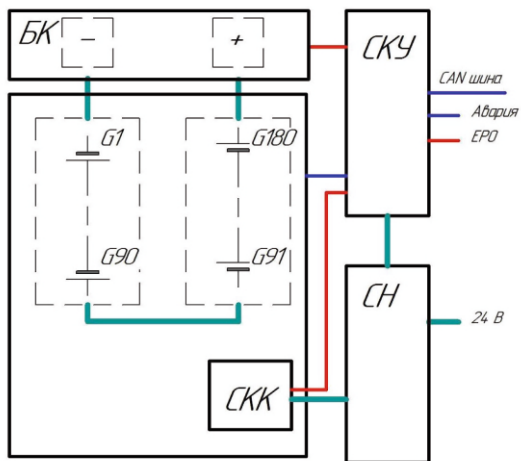 БК
-
+
СКУ
CAN шина
Авария
EPO
G1
G180
G90
G91
СН
24 В
СКК